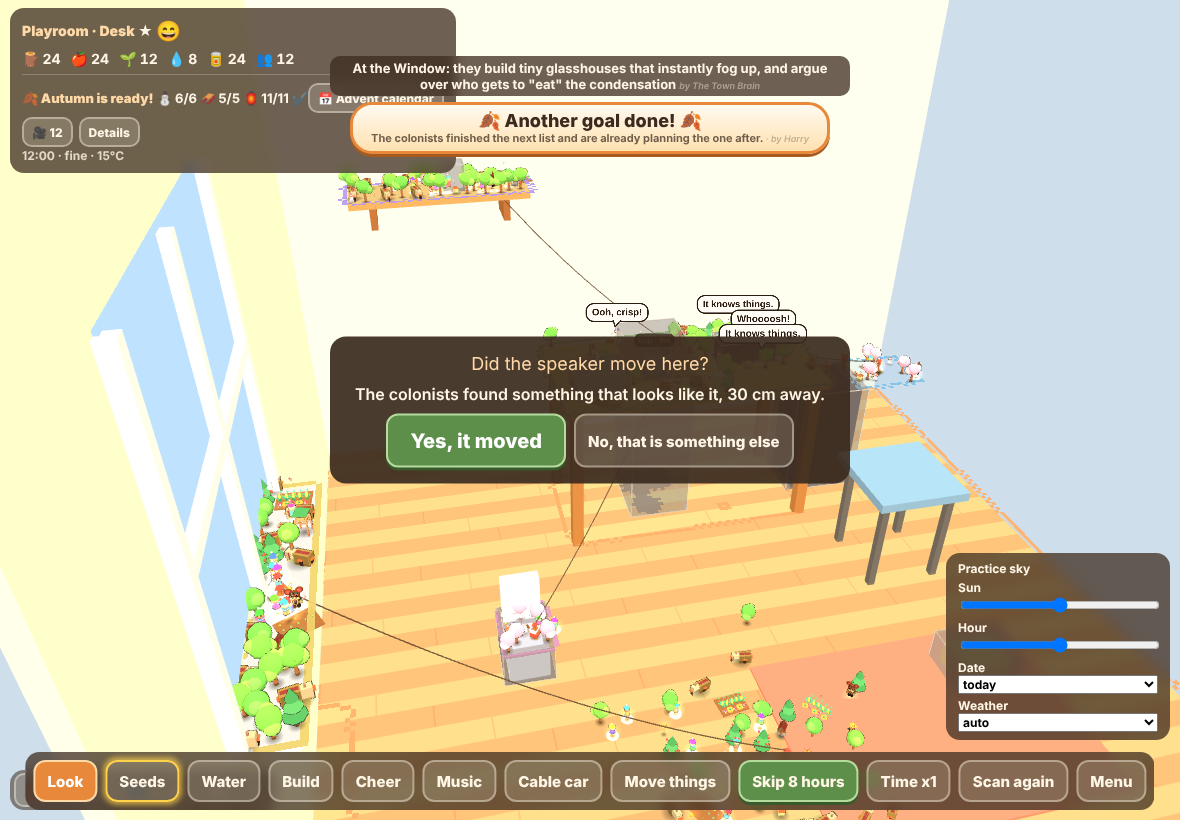 Playroom · Desk ★
24 24 12 8 24 12
Autumn is ready! 6/6 5/5 11/11
Advent calendar
12 Details
12:00 · fine · 15°C
At the Window: they build tiny glasshouses that instantly fog up, and argue
over who gets to "eat" the condensation by The Town Brain
Another goal done!
The colonists finished the next list and are already planning the one after. · by Harry
Ooh, crisp!
It knows things.
Whoooosh!
It knows things.
Did the speaker move here?
The colonists found something that looks like it, 30 cm away.
Yes, it moved
No, that is something else
Practice sky
Sun
Hour
Date
today
Weather
auto
Look Seeds Water Build Cheer Music Cable car Move things Skip 8 hours Time x1 Scan again Menu